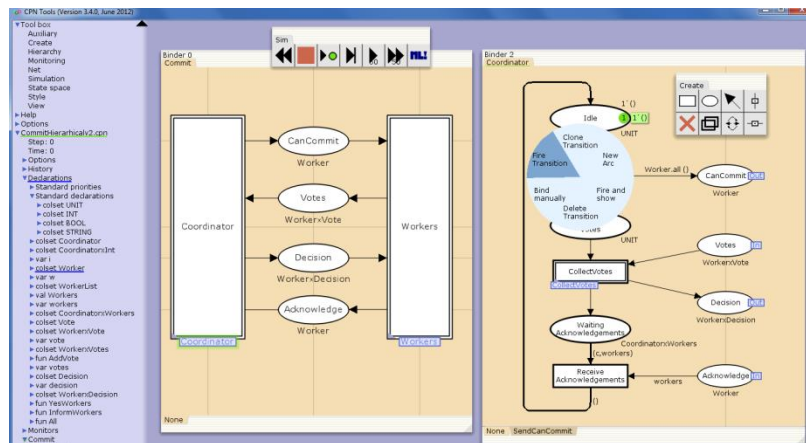 CPN Tools (Version 3.4.0, June 2012)
Tool box
Auxiliary
Create
Hierarchy
Monitoring
Net
Simulation
State space
Style
View
Help
Options
CommitHierarhicalv2.cpn
Step: 0
Time: 0
Options
History
Declarations
Standard priorities
Standard declarations
colset UNIT
colset INT
colset BOOL
colset STRING
colset Coordinator
colset CoordinatorxInt
var i
colset Worker
var w
colset WorkerList
val Workers
var workers
colset CoordinatorxWorkers
colset Vote
colset WorkerxVote
var vote
colset WorkerxVotes
fun AddVote
var votes
colset Decision
var decision
colset WorkerxDecision
fun YesWorkers
fun InformWorkers
fun All
Monitors
Commit
Binder 0
Commit
Sim
ML!
Coordinator
CanCommit
Worker
Votes
WorkerxVote
Decision
WorkerxDecision
Acknowledge
Worker
Workers
Coordinator
Workers
None
Binder 2
Coordinator
Create
1`()
Idle
1
1`()
UNIT
Clone
Transition
Fire
Transition
New
Arc
Bind
manually
Fire and
show
Delete
Transition
Worker.all ()
CanCommit
Out
Worker
UNIT
Votes
In
WorkerxVote
CollectVotes
CollectVotes
Decision
Out
WorkerxDecision
Waiting
Acknowledgements
CoordinatorxWorkers
(c,workers)
Receive
Acknowledgements
workers
Acknowledge
In
Worker
()
None
SendCanCommit